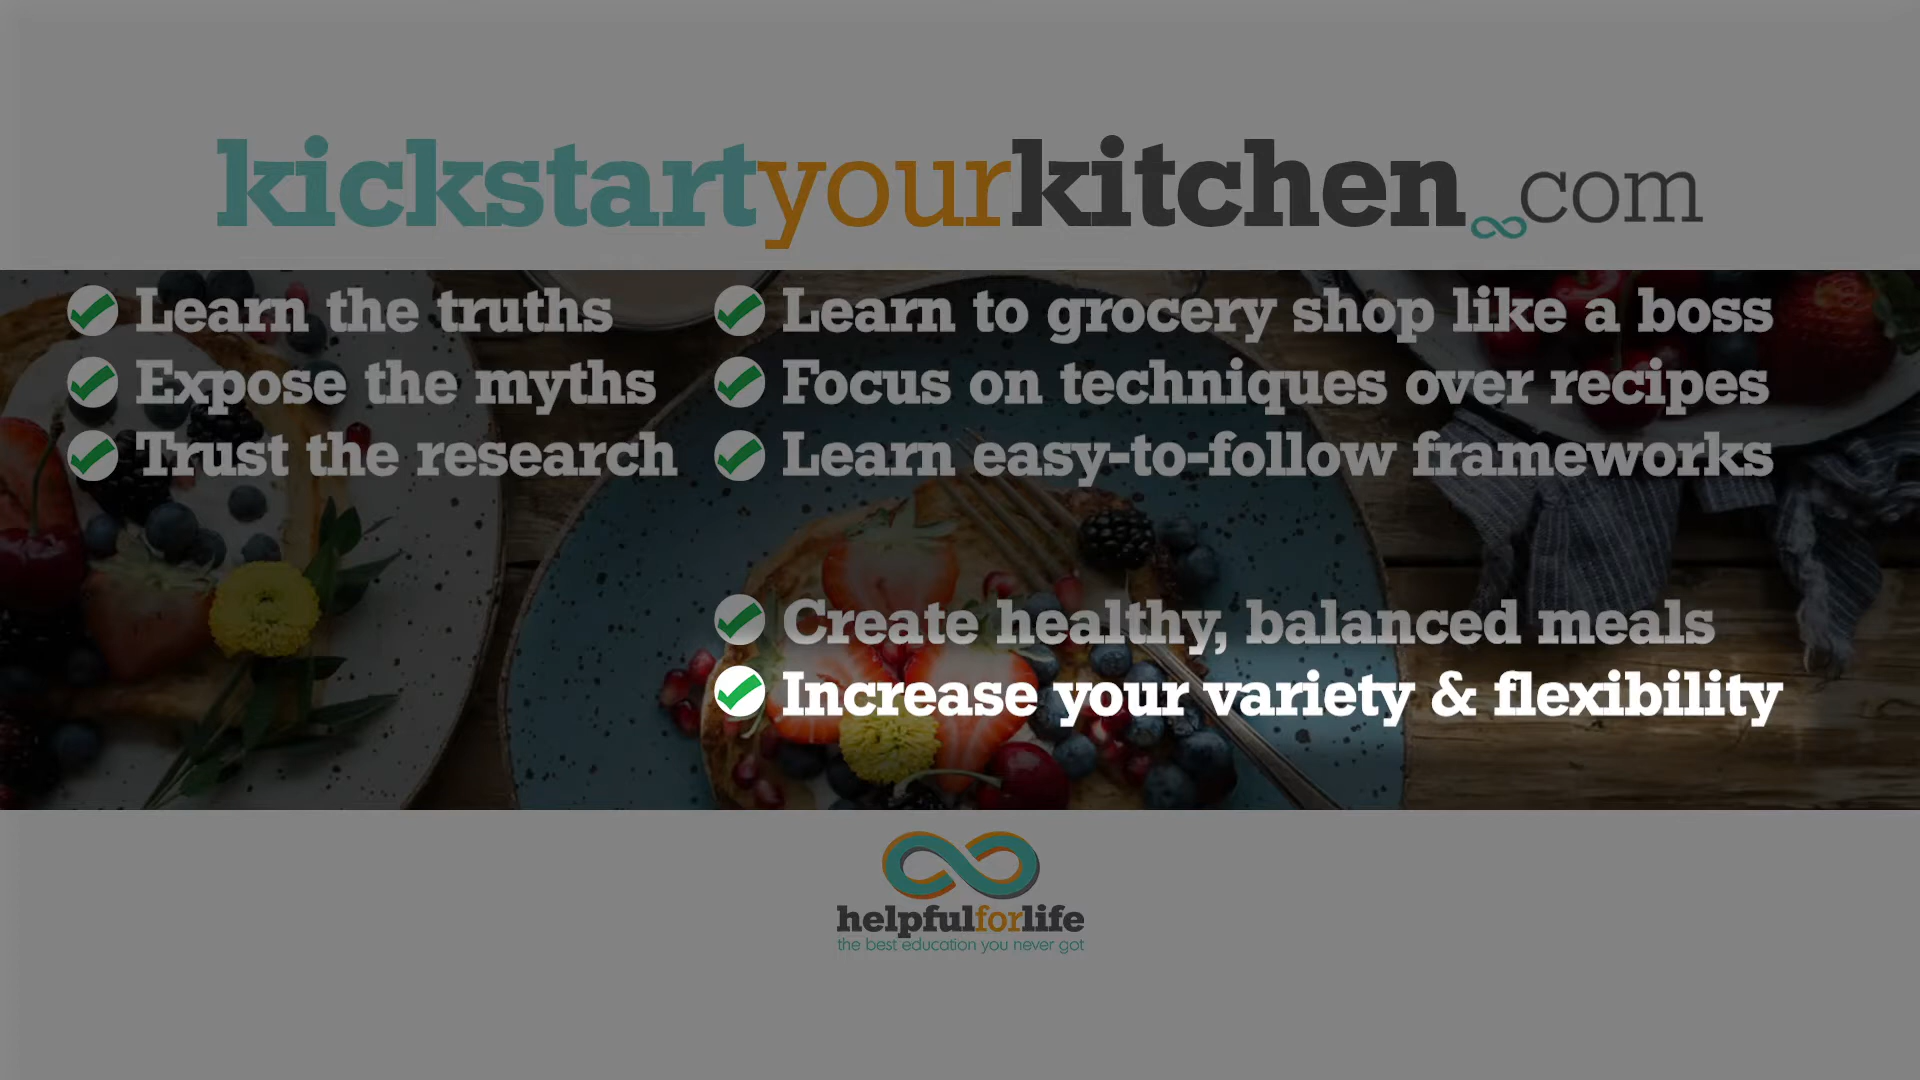 kickstartyourkitchen.com
Learn the truths
Expose the myths
Trust the research
Learn to grocery shop like a boss
Focus on techniques over recipes
Learn easy-to-follow frameworks
Create healthy, balanced meals
Increase your variety & flexibility
helpfulforlife
the best education you never got